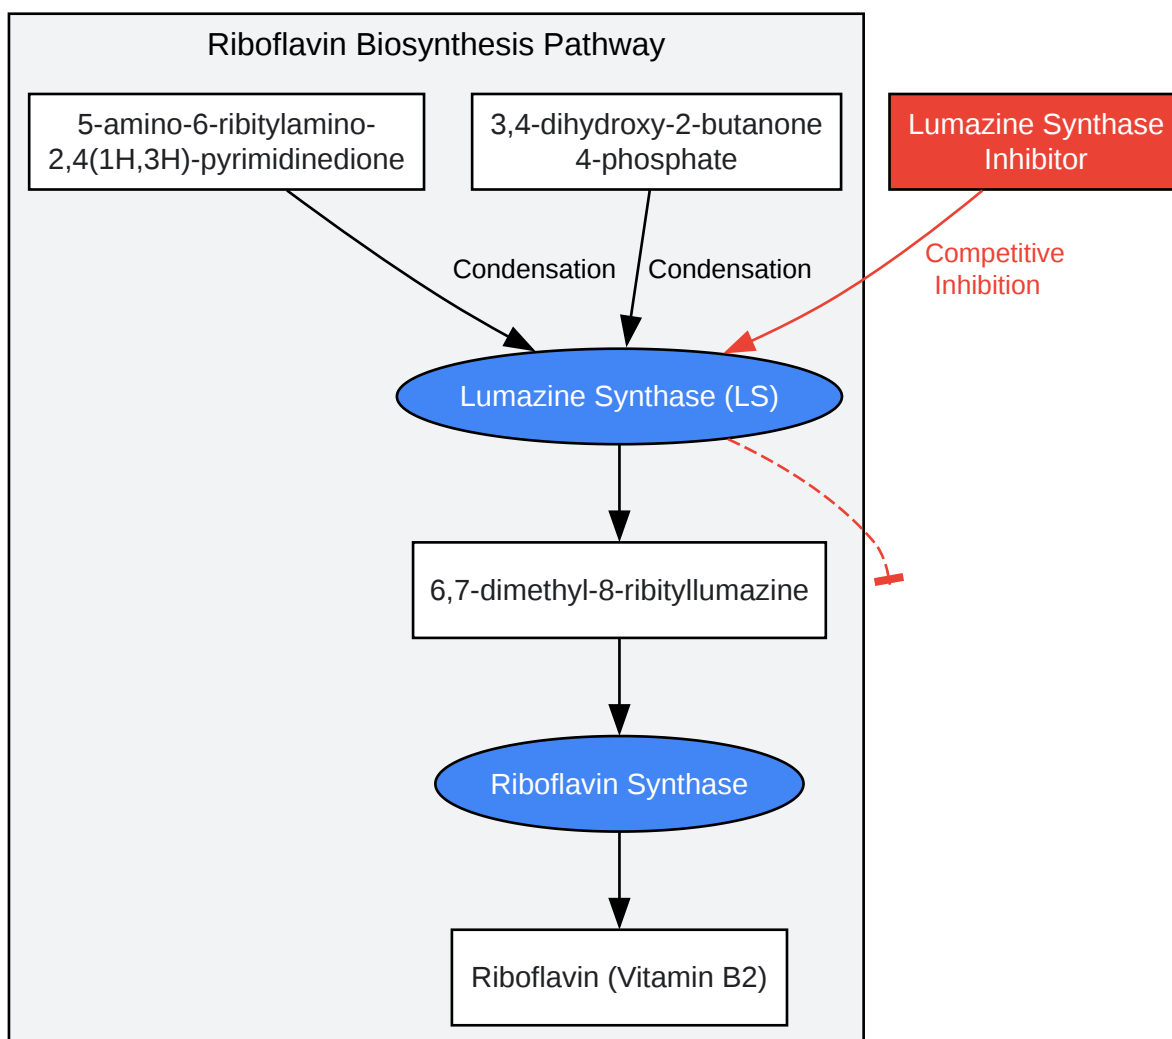 Riboflavin Biosynthesis Pathway
5-amino-6-ribitylamino-
2,4(1H,3H)-pyrimidinedione
3,4-dihydroxy-2-butanone
4-phosphate
Lumazine Synthase
Inhibitor
Condensation
Condensation
Competitive
Inhibition
Lumazine Synthase (LS)
6,7-dimethyl-8-ribityllumazine
Riboflavin Synthase
Riboflavin (Vitamin B2)